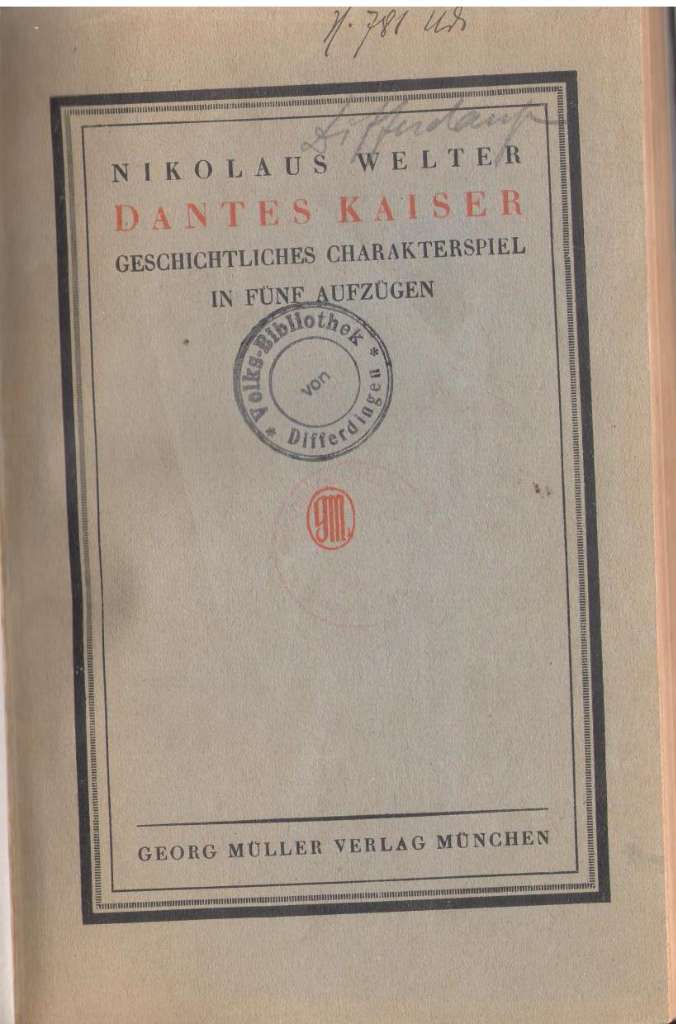 NIKOLAUS WELTER
DANTES KAISER
GESCHICHTLICHES CHARAKTERSPIEL
IN FÜNF AUFZÜGEN
* Volks-Bibliothek *
von
Differdingen
GM
GEORG MÜLLER VERLAG MÜNCHEN